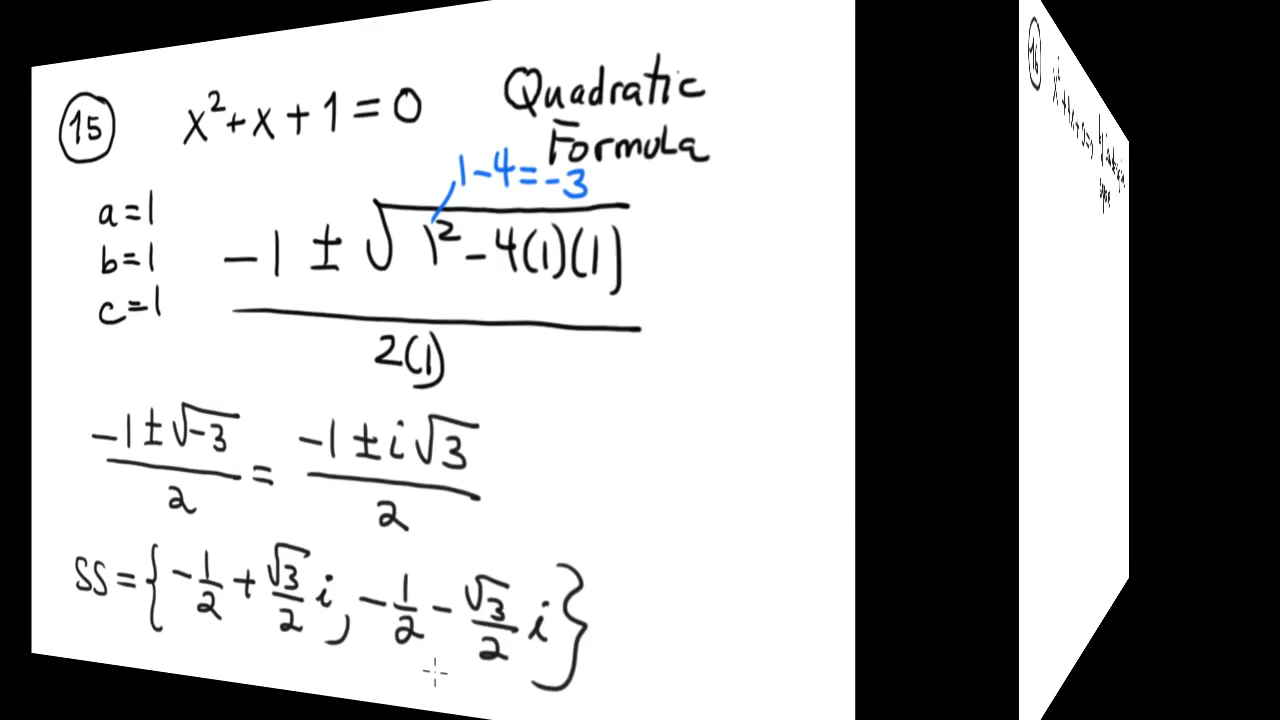 15 x² + x + 1 = 0 Quadratic
Formula
1 - 4 = -3
a = 1
b = 1
c = 1
-1 ± √1² - 4(1)(1)
2(1)
-1 ± √-3 / 2 = -1 ± i√3 / 2
SS = { -1/2 + √3/2 i, -1/2 - √3/2 i }
16